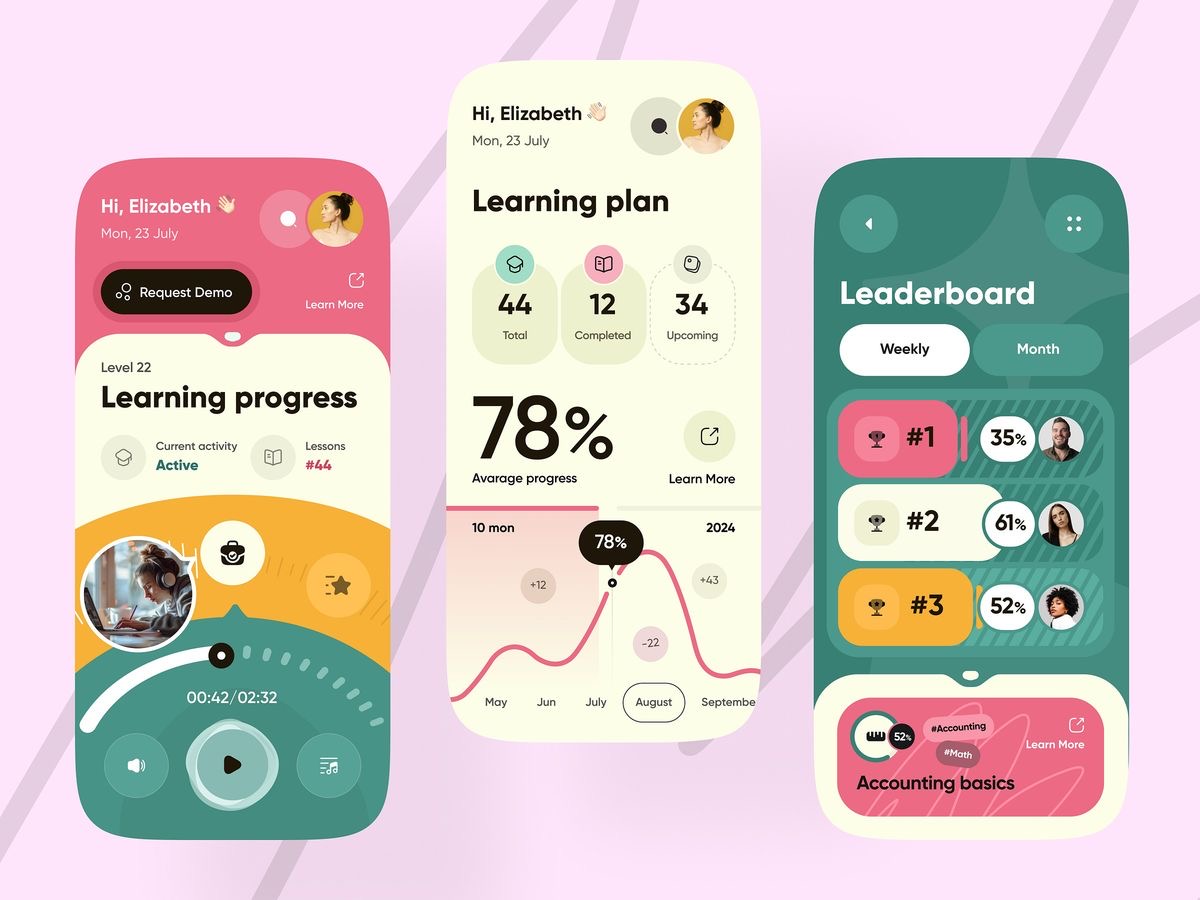 Hi, Elizabeth 👋🏻
Mon, 23 July
Request Demo
Learn More
Level 22
Learning progress
Current activity
Active
Lessons
#44
00:42/02:32
Hi, Elizabeth 👋🏻
Mon, 23 July
Learning plan
44
Total
12
Completed
34
Upcoming
78%
Avarage progress
Learn More
10 mon
2024
78%
+12
+43
-22
May
Jun
July
August
Septembe
Leaderboard
Weekly
Month
#1
35%
#2
61%
#3
52%
52%
#Accounting
#Math
Learn More
Accounting basics